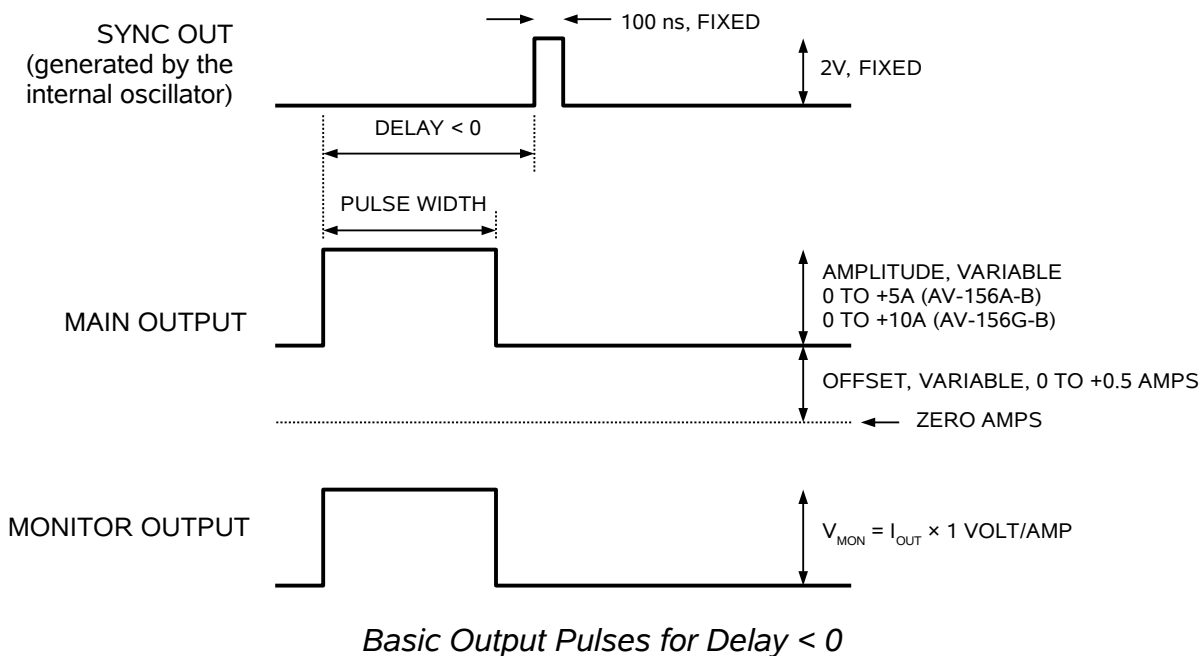 100 ns, FIXED
SYNC OUT
(generated by the
internal oscillator)
2V, FIXED
DELAY < 0
PULSE WIDTH
AMPLITUDE, VARIABLE
0 TO +5A (AV-156A-B)
0 TO +10A (AV-156G-B)
MAIN OUTPUT
OFFSET, VARIABLE, 0 TO +0.5 AMPS
ZERO AMPS
MONITOR OUTPUT
VMON = IOUT × 1 VOLT/AMP
Basic Output Pulses for Delay < 0